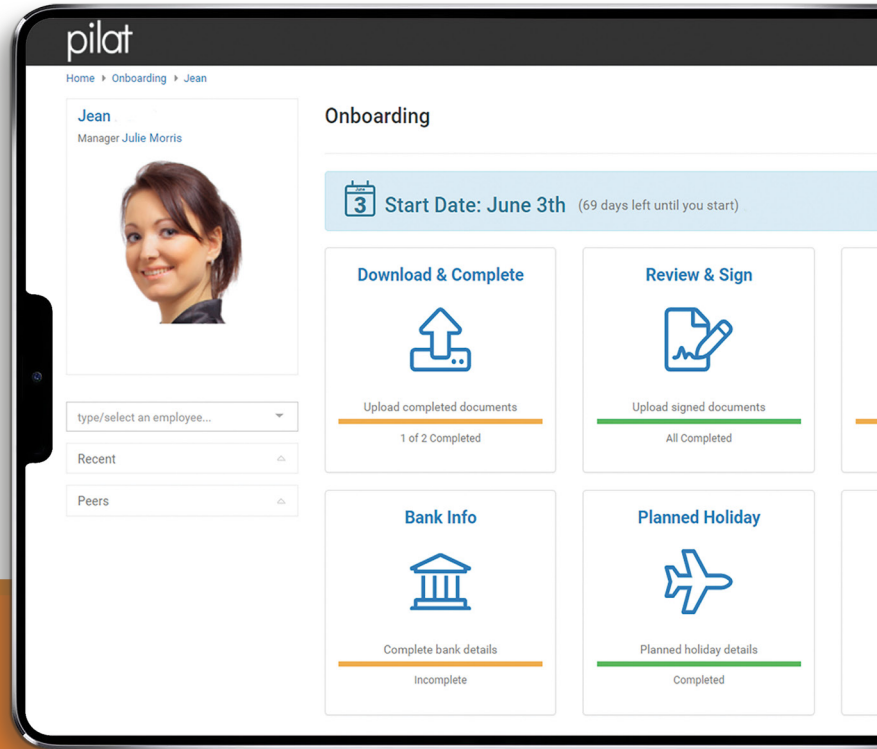 pilat
Home Onboarding Jean
Jean
Manager Julie Morris
type/select an employee...
Recent
Peers
Onboarding
June
3
Start Date: June 3th (69 days left until you start)
Download & Complete
Upload completed documents
1 of 2 Completed
Review & Sign
Upload signed documents
All Completed
Bank Info
Complete bank details
Incomplete
Planned Holiday
Planned holiday details
Completed